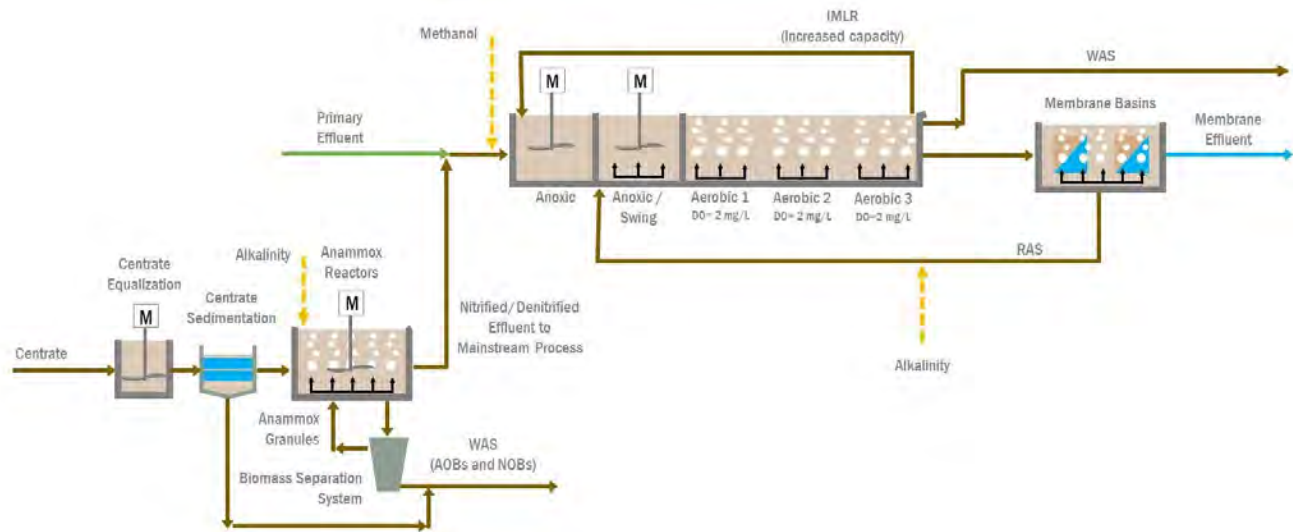 IMLR
(Increased capacity)
Methanol
WAS
M
M
Membrane Basins
Primary
Effluent
Membrane
Effluent
Anoxic
Anoxic /
Swing
Aerobic 1
DO= 2 mg/L
Aerobic 2
DO= 2 mg/L
Aerobic 3
DO=2 mg/L
RAS
Alkalinity
Anammox
Reactors
Centrate
Equalization
Centrate
Sedimentation
M
M
Nitrified/Denitrified
Effluent to
Mainstream Process
Centrate
Alkalinity
Anammox
Granules
WAS
(AOBs and NOBs)
Biomass Separation
System